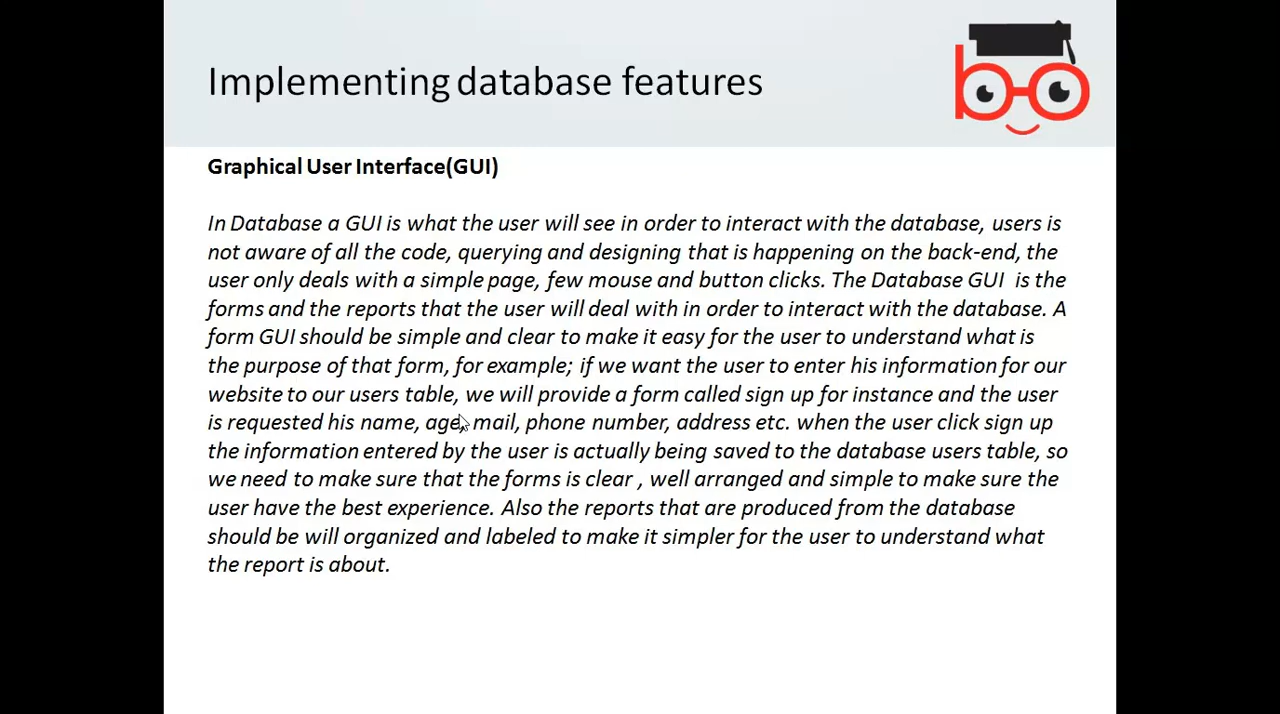 Implementing database features
Graphical User Interface(GUI)
In Database a GUI is what the user will see in order to interact with the database, users is
not aware of all the code, querying and designing that is happening on the back-end, the
user only deals with a simple page, few mouse and button clicks. The Database GUI  is the
forms and the reports that the user will deal with in order to interact with the database. A
form GUI should be simple and clear to make it easy for the user to understand what is
the purpose of that form, for example; if we want the user to enter his information for our
website to our users table, we will provide a form called sign up for instance and the user
is requested his name, age, mail, phone number, address etc. when the user click sign up
the information entered by the user is actually being saved to the database users table, so
we need to make sure that the forms is clear , well arranged and simple to make sure the
user have the best experience. Also the reports that are produced from the database
should be will organized and labeled to make it simpler for the user to understand what
the report is about.